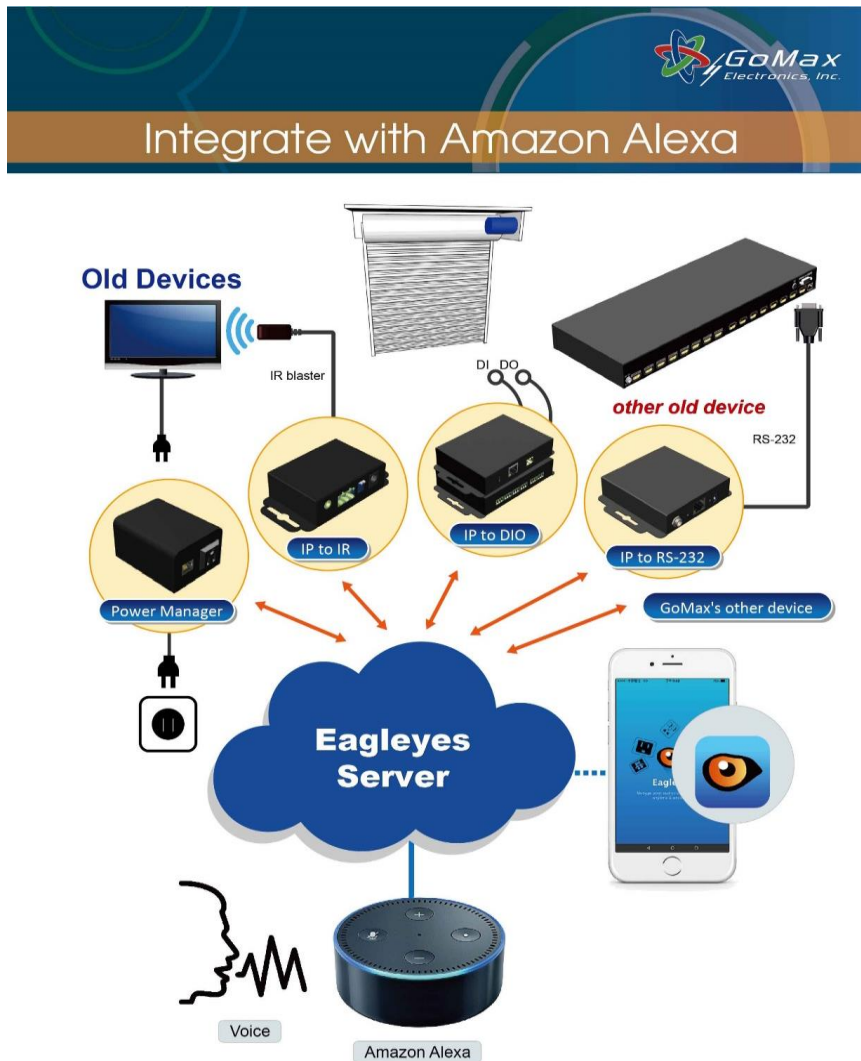 GoMax
Electronics, Inc.
Integrate with Amazon Alexa
Old Devices
IR blaster
DI DO
other old device
RS-232
IP to IR
IP to DIO
IP to RS-232
Power Manager
GoMax's other device
Eagleyes
Server
Eagle
Voice
Amazon Alexa